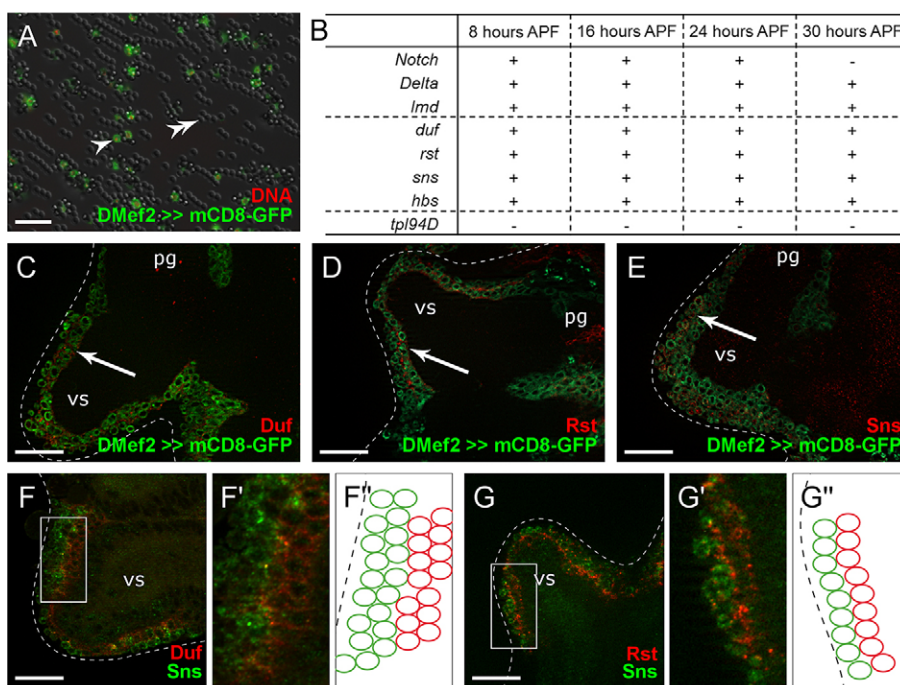 A
DNA
DMef2 >> mCD8-GFP
B
8 hours APF 16 hours APF 24 hours APF 30 hours APF
Notch + + + -
Delta + + + +
lmd + + + +
duf + + + +
rst + + + +
sns + + + +
hbs + + + +
tpl94D - - - -
C
pg
vs
Duf
DMef2 >> mCD8-GFP
D
vs
pg
Rst
DMef2 >> mCD8-GFP
E
pg
vs
Sns
DMef2 >> mCD8-GFP
F
vs
Duf
Sns
F'
F"
G
vs
Rst
Sns
G'
G"